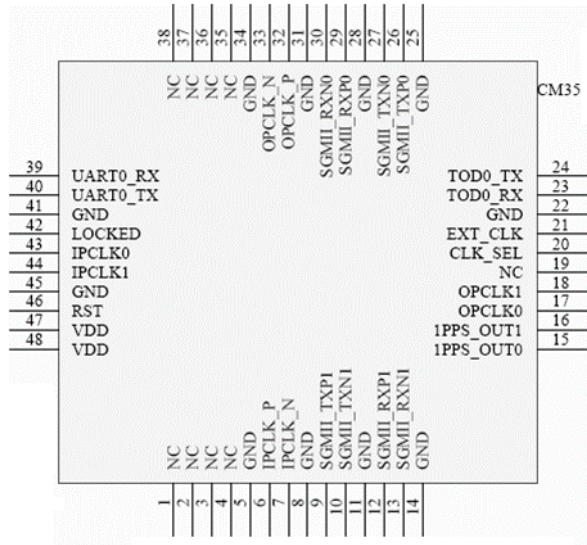 38 37 36 35 34 33 32 31 30 29 28 27 26 25
NC NC NC NC GND OPCLK_N OPCLK_P GND SGMII_RXN0 SGMII_RXP0 GND SGMII_TXN0 SGMII_TXP0 GND
CM35
39 UART0_RX TOD0_TX 24
40 UART0_TX TOD0_RX 23
41 GND GND 22
42 LOCKED EXT_CLK 21
43 IPCLK0 CLK_SEL 20
44 IPCLK1 NC 19
45 GND OPCLK1 18
46 RST OPCLK0 17
47 VDD 1PPS_OUT1 16
48 VDD 1PPS_OUT0 15
NC NC NC NC GND IPCLK_P IPCLK_N GND SGMII_TXP1 SGMII_TXN1 GND SGMII_RXP1 SGMII_RXN1 GND
1 2 3 4 5 6 7 8 9 10 11 12 13 14